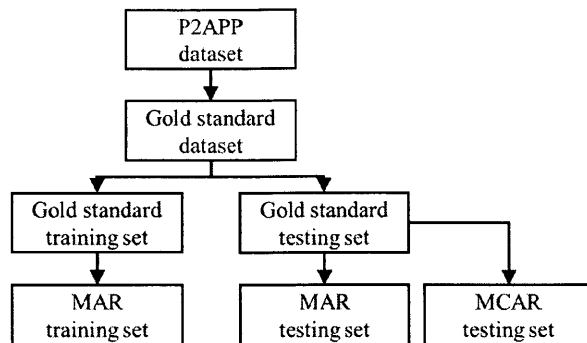 P2APP
dataset
Gold standard
dataset
Gold standard
training set
Gold standard
testing set
MAR
training set
MAR
testing set
MCAR
testing set